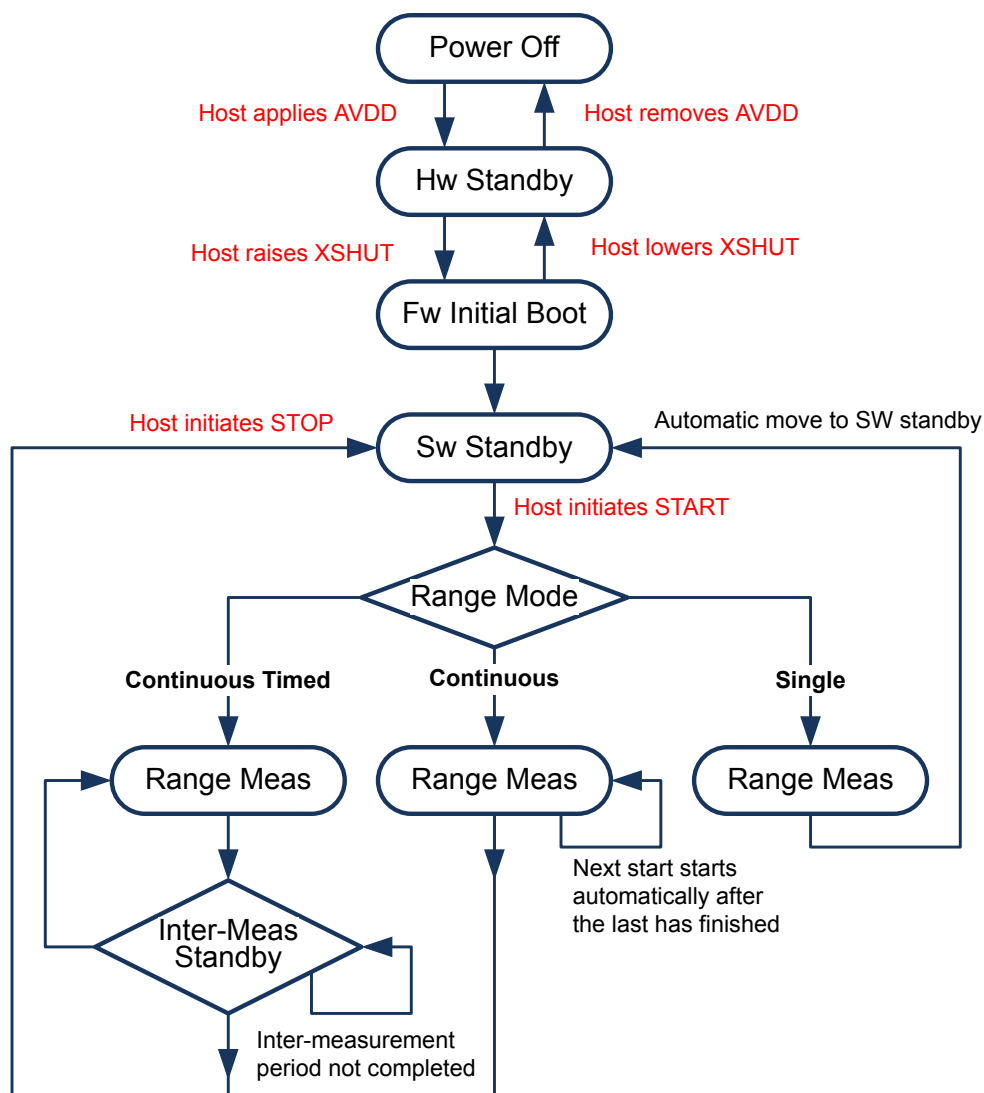 Power Off
Host applies AVDD
Host removes AVDD
Hw Standby
Host raises XSHUT
Host lowers XSHUT
Fw Initial Boot
Host initiates STOP
Automatic move to SW standby
Sw Standby
Host initiates START
Range Mode
Continuous Timed
Continuous
Single
Range Meas
Range Meas
Range Meas
Next start starts
automatically after
the last has finished
Inter-Meas
Standby
Inter-measurement
period not completed